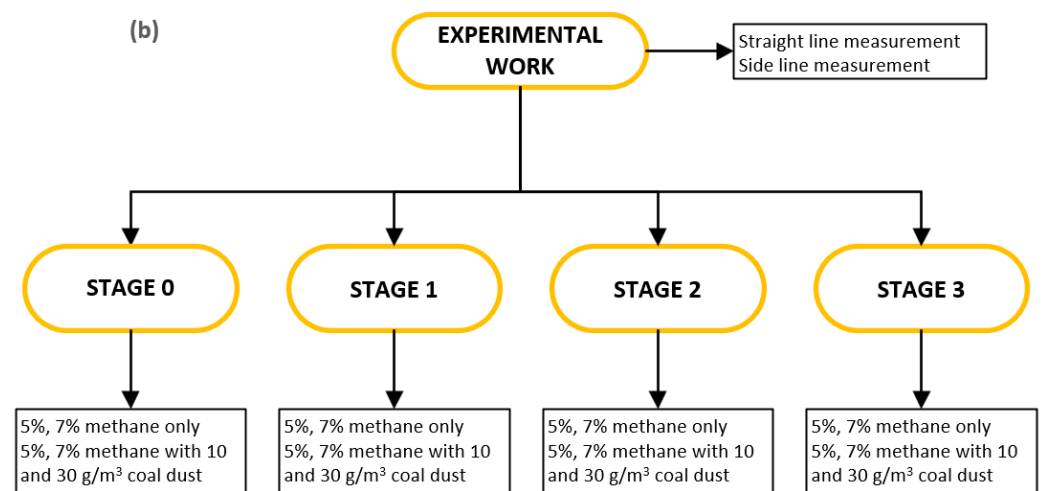 (b)
EXPERIMENTAL
WORK
Straight line measurement
Side line measurement
STAGE 0
STAGE 1
STAGE 2
STAGE 3
5%, 7% methane only
5%, 7% methane with 10
and 30 g/m³ coal dust
5%, 7% methane only
5%, 7% methane with 10
and 30 g/m³ coal dust
5%, 7% methane only
5%, 7% methane with 10
and 30 g/m³ coal dust
5%, 7% methane only
5%, 7% methane with 10
and 30 g/m³ coal dust